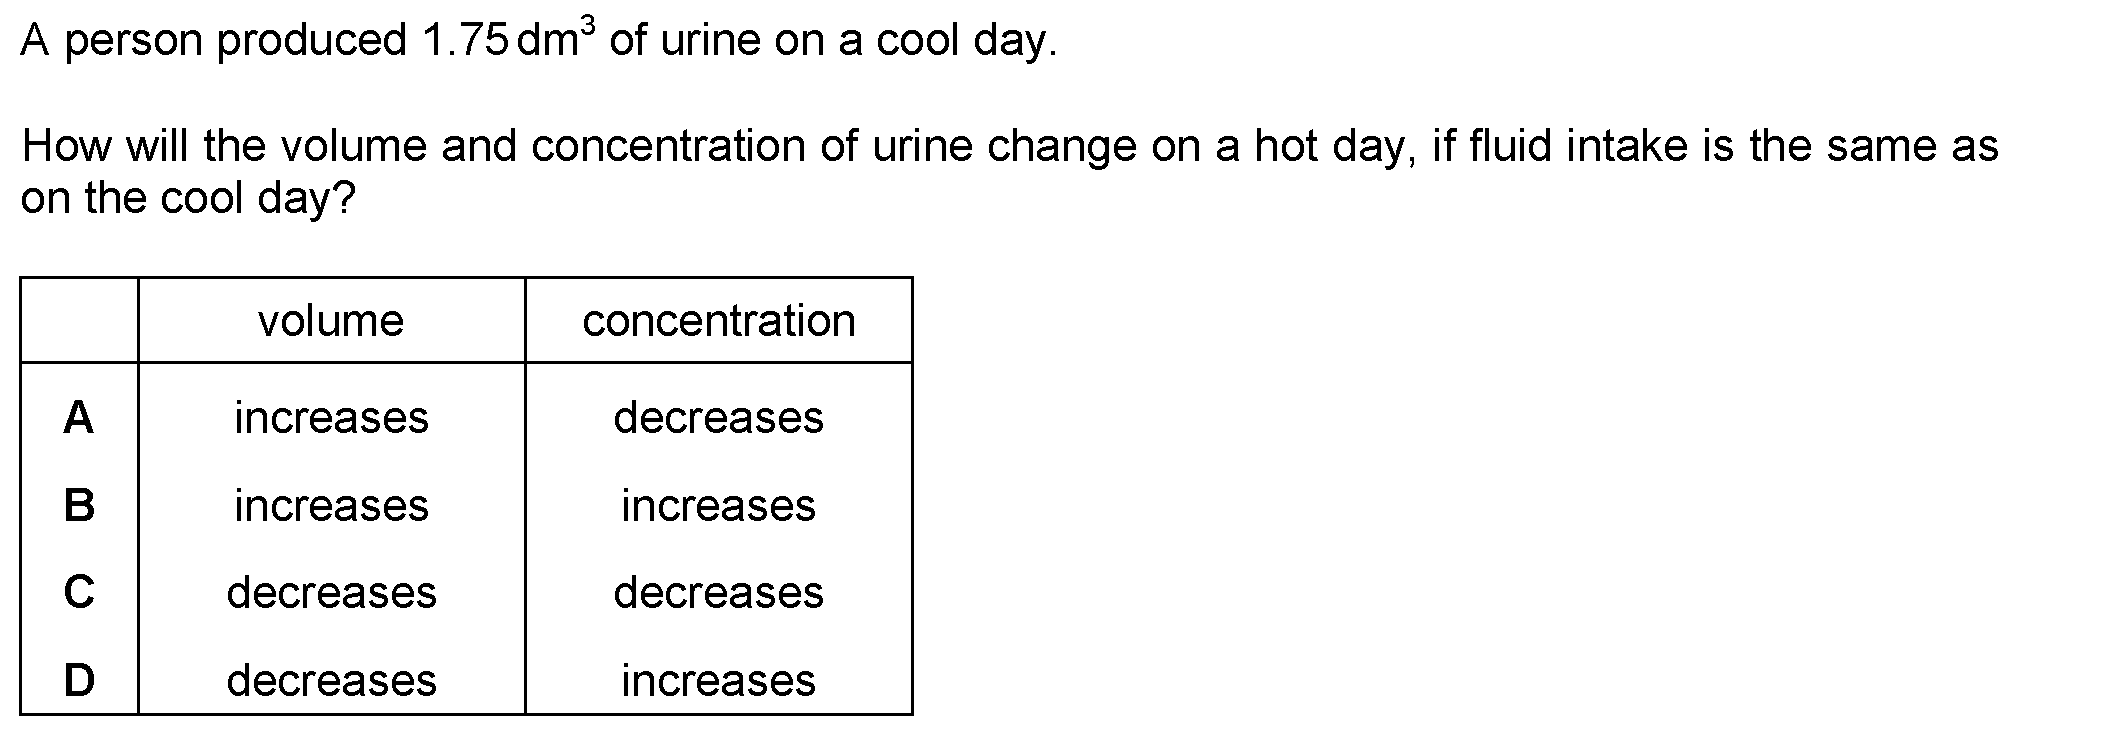 A person produced 1.75 dm³ of urine on a cool day.
How will the volume and concentration of urine change on a hot day, if fluid intake is the same as
on the cool day?
volume concentration
A increases decreases
B increases increases
C decreases decreases
D decreases increases